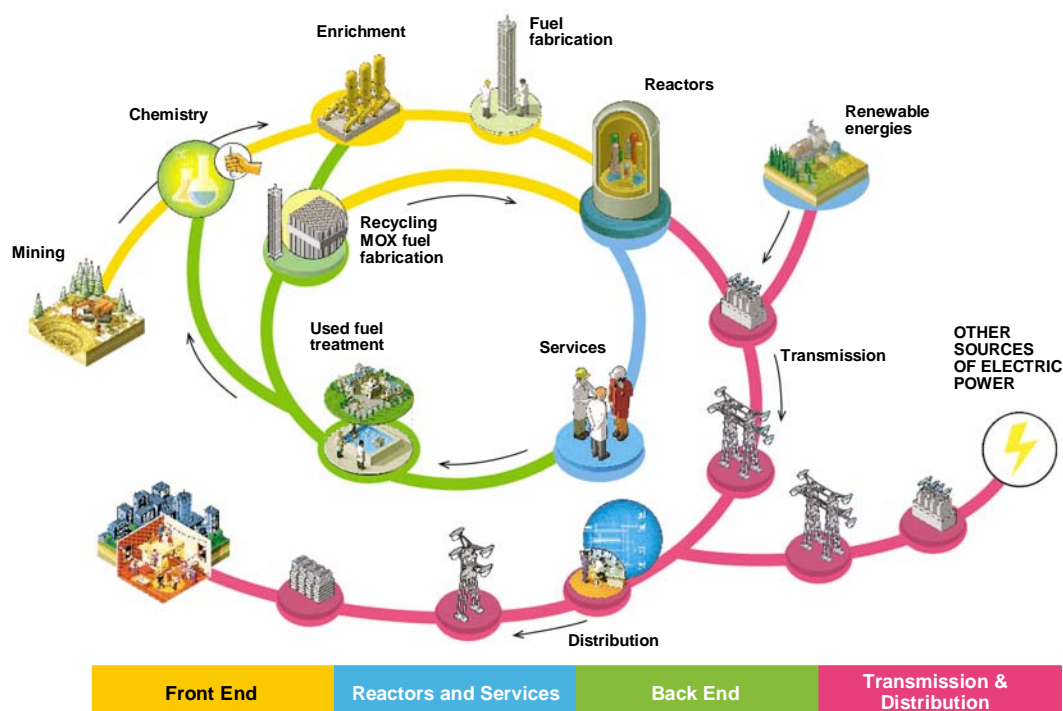 Fuel
fabrication
Enrichment
Reactors
Chemistry
Renewable
energies
Recycling
MOX fuel
fabrication
Mining
Used fuel
treatment
Services
Transmission
OTHER
SOURCES
OF ELECTRIC
POWER
Distribution
Front End
Reactors and Services
Back End
Transmission &
Distribution